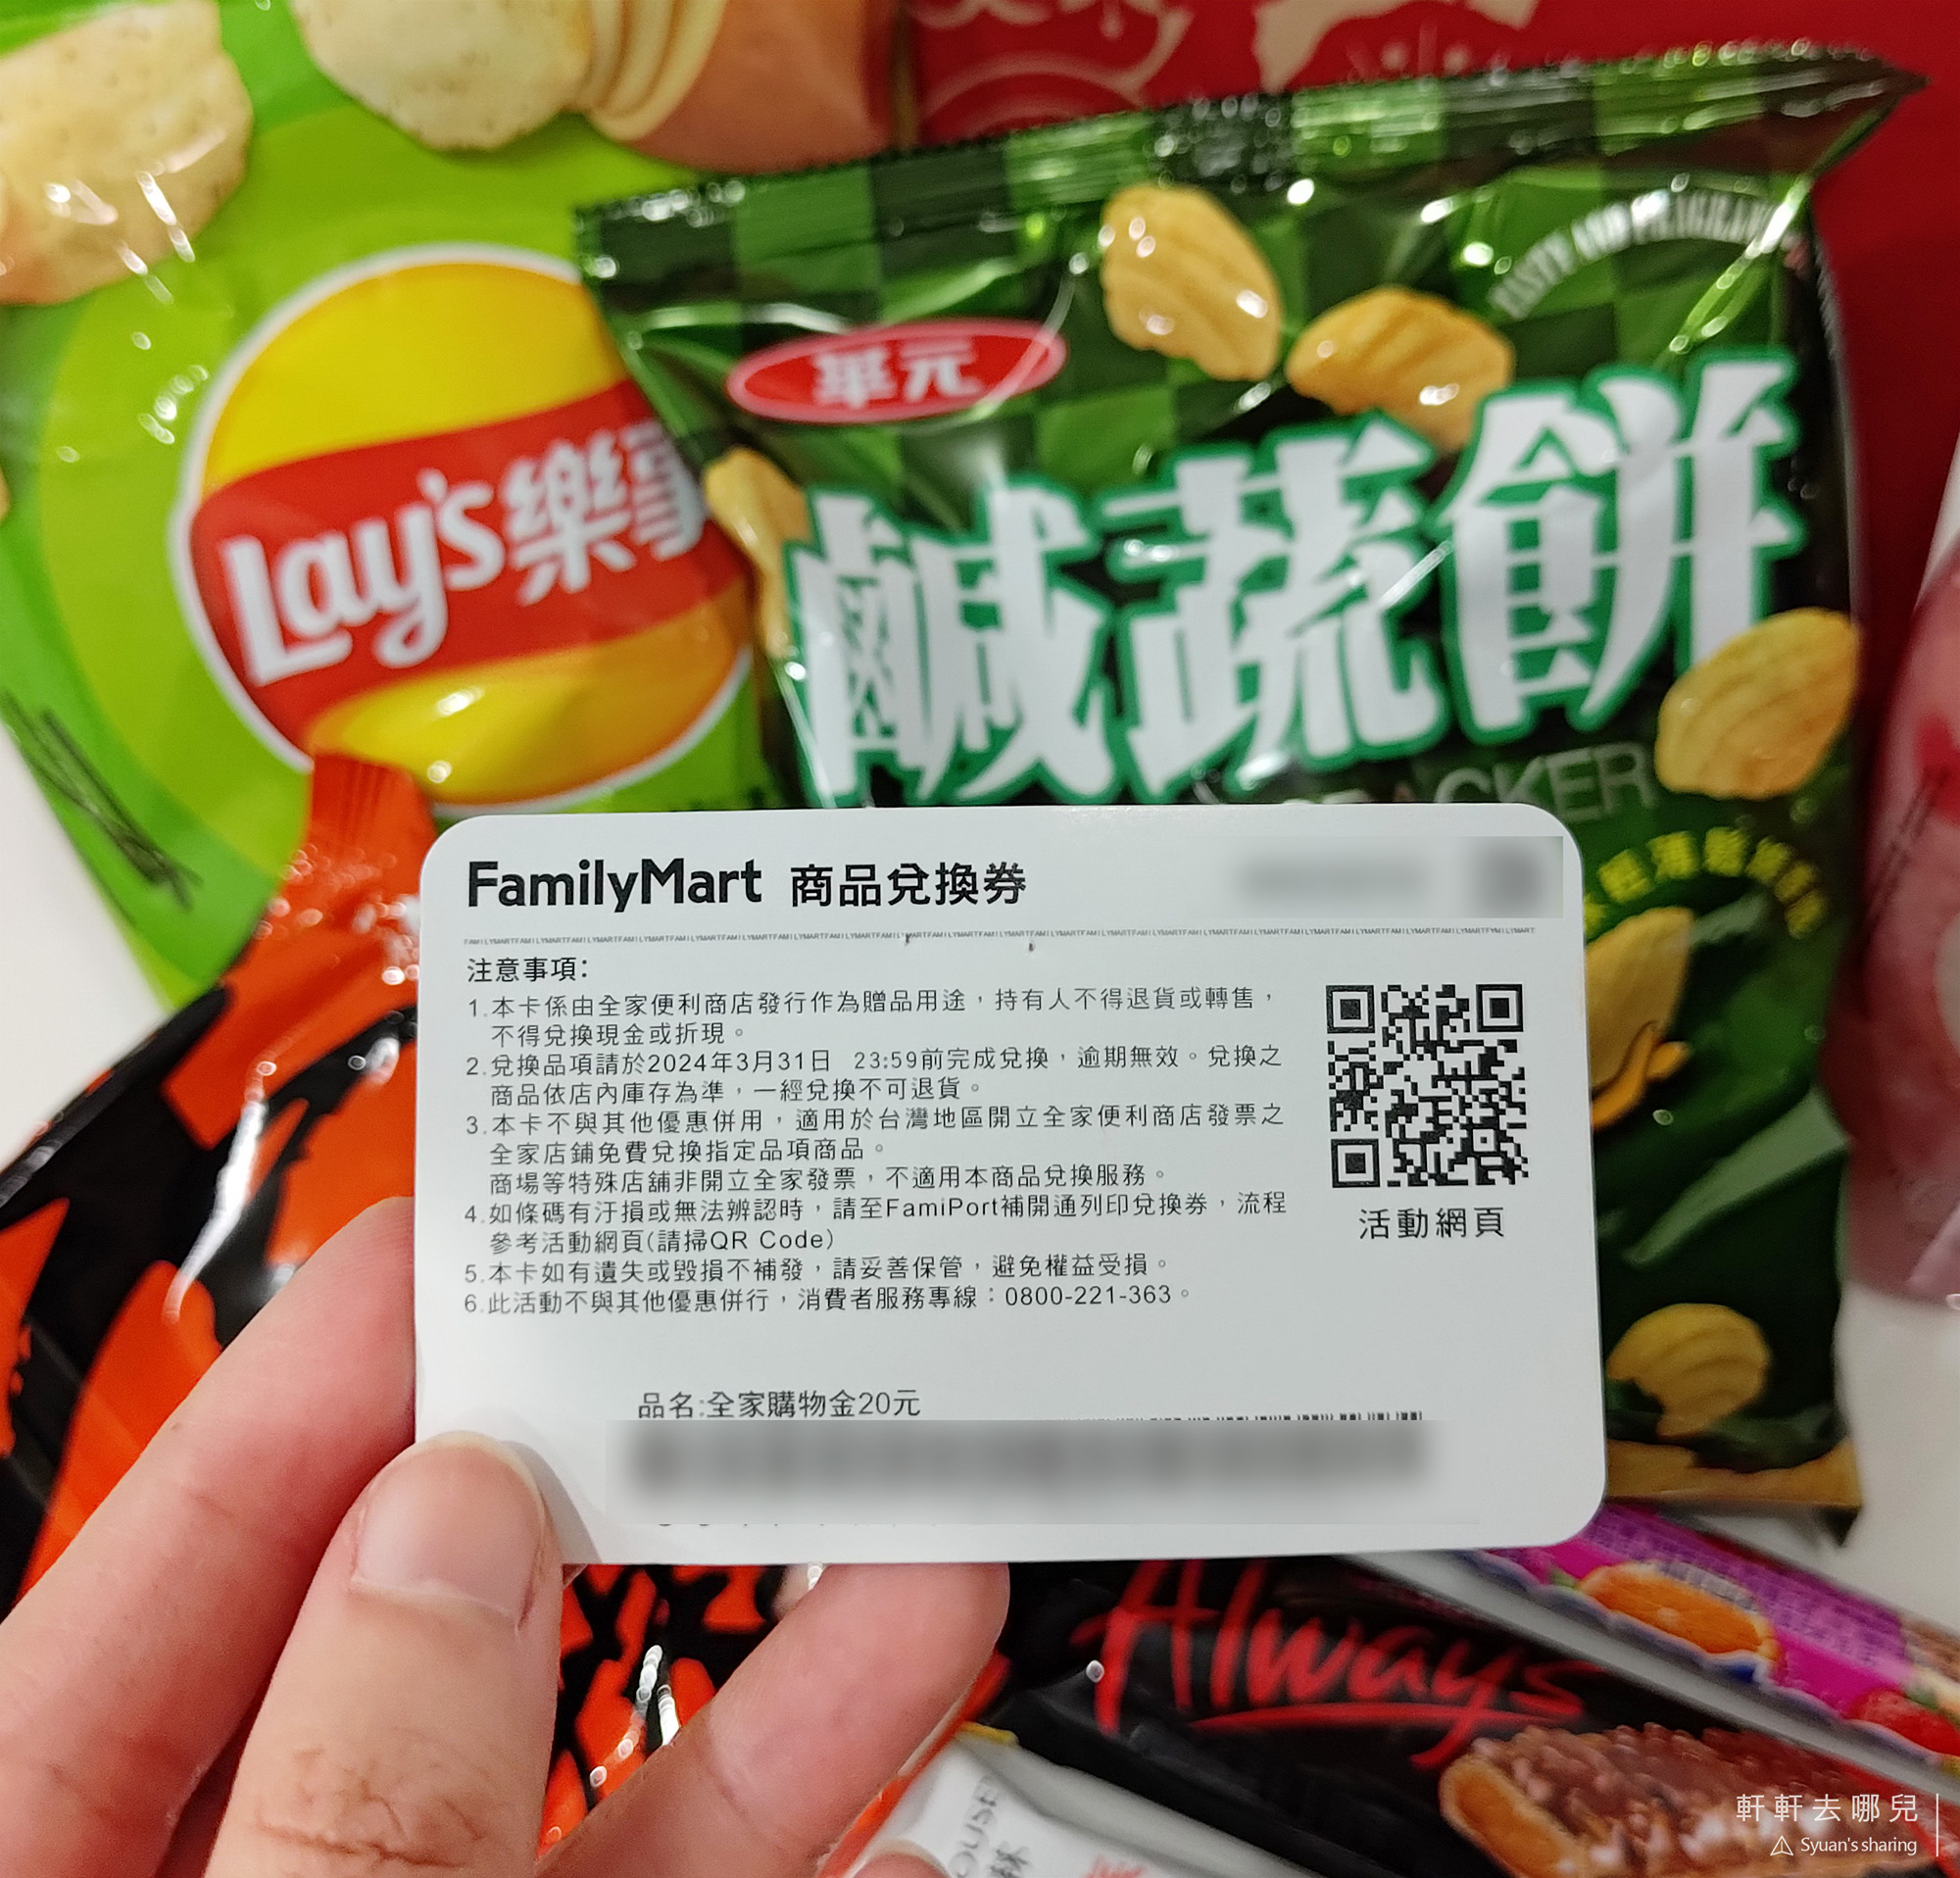 TASTY AND FRAGRAN
華元
Lay's樂事
鹹蔬餅
CRACKER
FamilyMart 商品兌換券
注意事項：
1.本卡係由全家便利商店發行作為贈品用途，持有人不得退貨或轉售，
不得兌換現金或折現。
2.兌換品項請於2024年3月31日 23:59前完成兌換，逾期無效。兌換之
商品依店內庫存為準，一經兌換不可退貨。
3.本卡不與其他優惠併用，適用於台灣地區開立全家便利商店發票之
全家店鋪免費兌換指定品項商品。
商場等特殊店舖非開立全家發票，不適用本商品兌換服務。
4.如條碼有汙損或無法辨認時，請至FamiPort補開通列印兌換券，流程
參考活動網頁(請掃QR Code)
5.本卡如有遺失或毀損不補發，請妥善保管，避免權益受損。
6.此活動不與其他優惠併行，消費者服務專線：0800-221-363。
活動網頁
品名:全家購物金20元
Always
軒軒去哪兒
Syuan's sharing